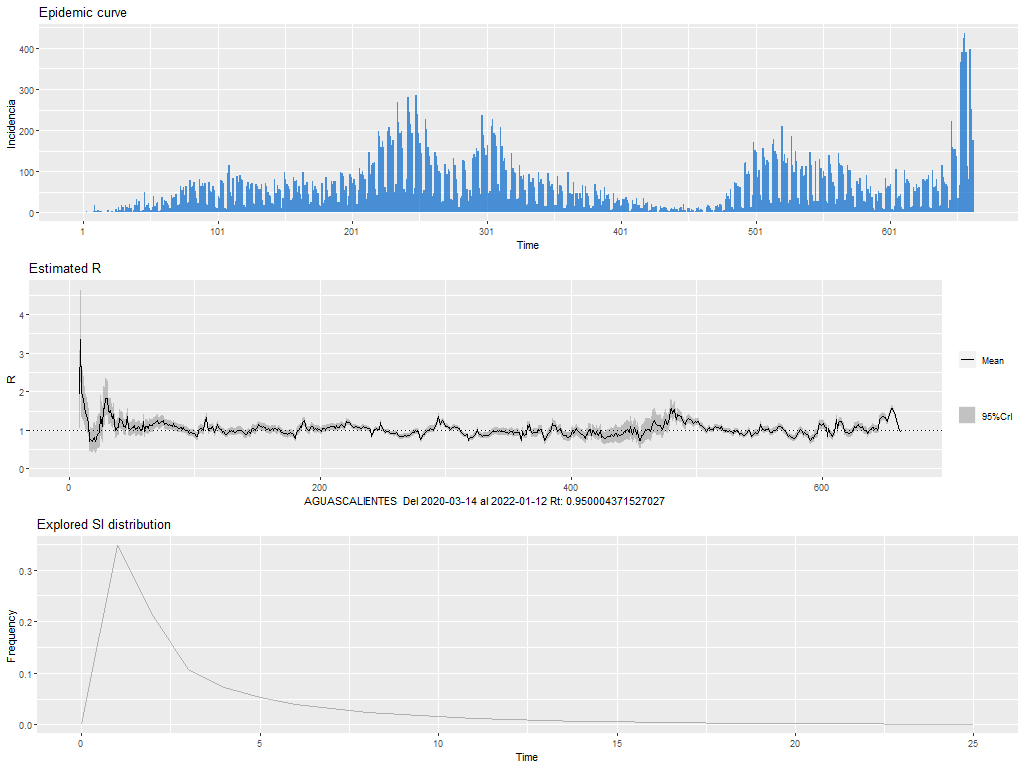 Epidemic curve
Incidencia
400
300
200
100
0
1 101 201 301 401 501 601
Time
Estimated R
R
4
3
2
1
0
Mean
95%CrI
0 200 400 600
AGUASCALIENTES Del 2020-03-14 al 2022-01-12 Rt: 0.950004371527027
Explored SI distribution
Frequency
0.3
0.2
0.1
0.0
0 5 10 15 20 25
Time